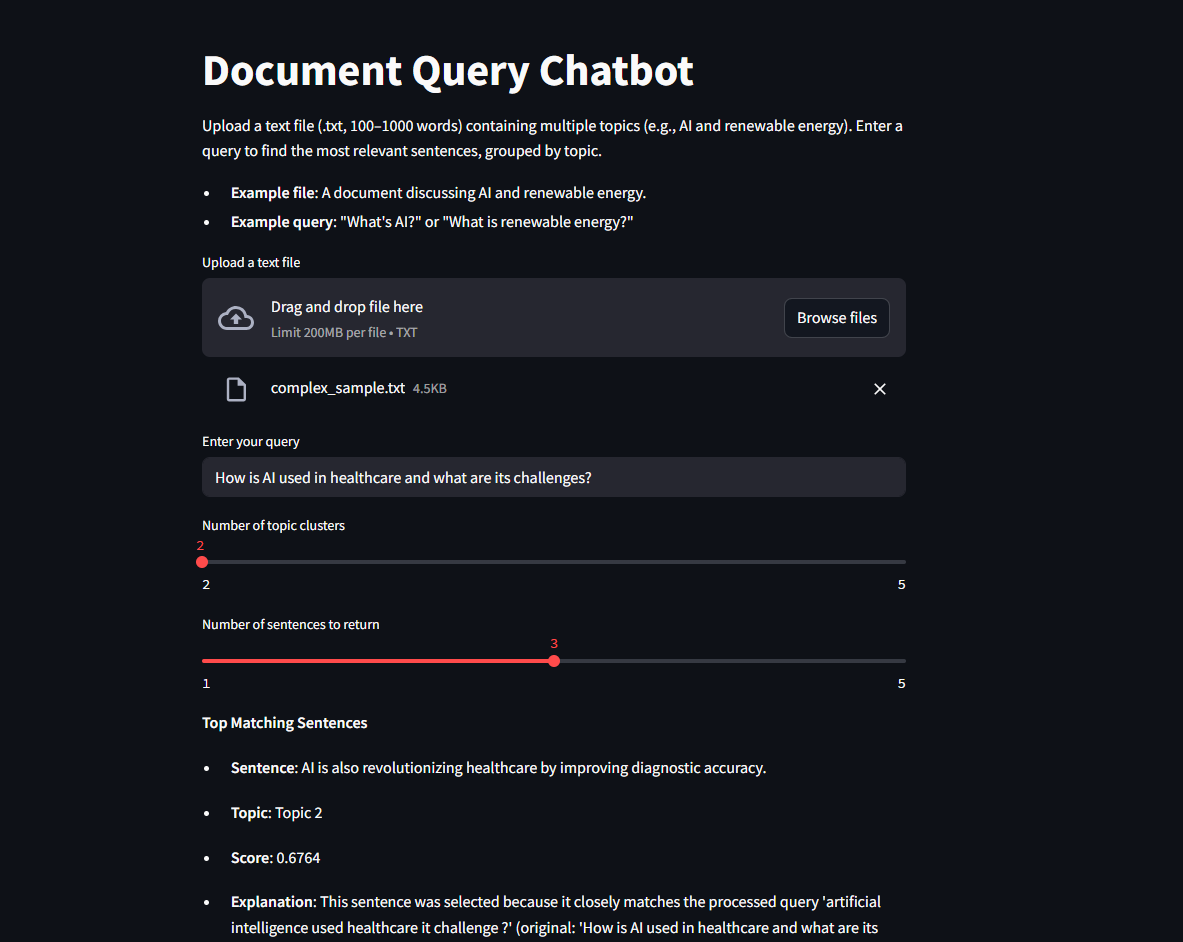 Document Query Chatbot
Upload a text file (.txt, 100–1000 words) containing multiple topics (e.g., AI and renewable energy). Enter a
query to find the most relevant sentences, grouped by topic.
• Example file: A document discussing AI and renewable energy.
• Example query: "What's AI?" or "What is renewable energy?"
Upload a text file
Drag and drop file here
Limit 200MB per file • TXT
Browse files
complex_sample.txt 4.5KB
Enter your query
How is AI used in healthcare and what are its challenges?
Number of topic clusters
2
2 5
Number of sentences to return
3
1 5
Top Matching Sentences
• Sentence: AI is also revolutionizing healthcare by improving diagnostic accuracy.
• Topic: Topic 2
• Score: 0.6764
• Explanation: This sentence was selected because it closely matches the processed query 'artificial
intelligence used healthcare it challenge ?' (original: 'How is AI used in healthcare and what are its